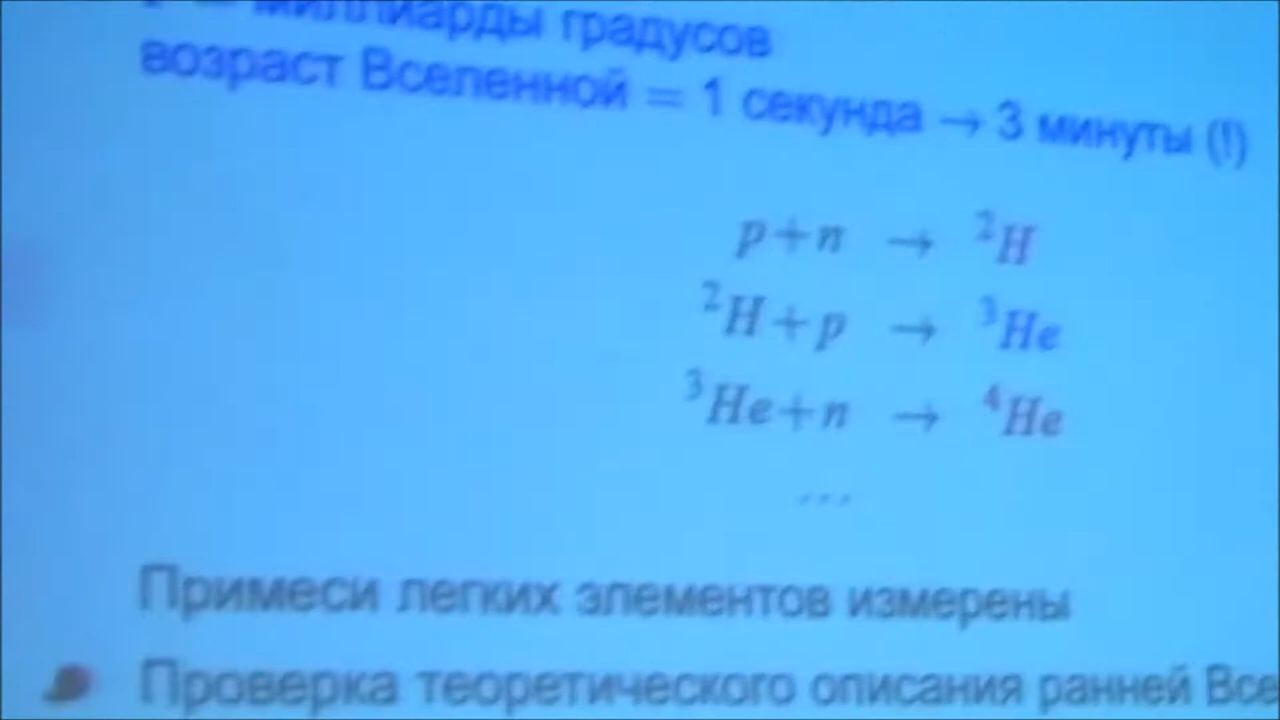 миллиарды градусов
возраст Вселенной = 1 секунда → 3 минуты (!)
p+n → ²H
²H+p → ³He
³He+n → ⁴He
...
Примеси легких элементов измерены
Проверка теоретического описания ранней Все